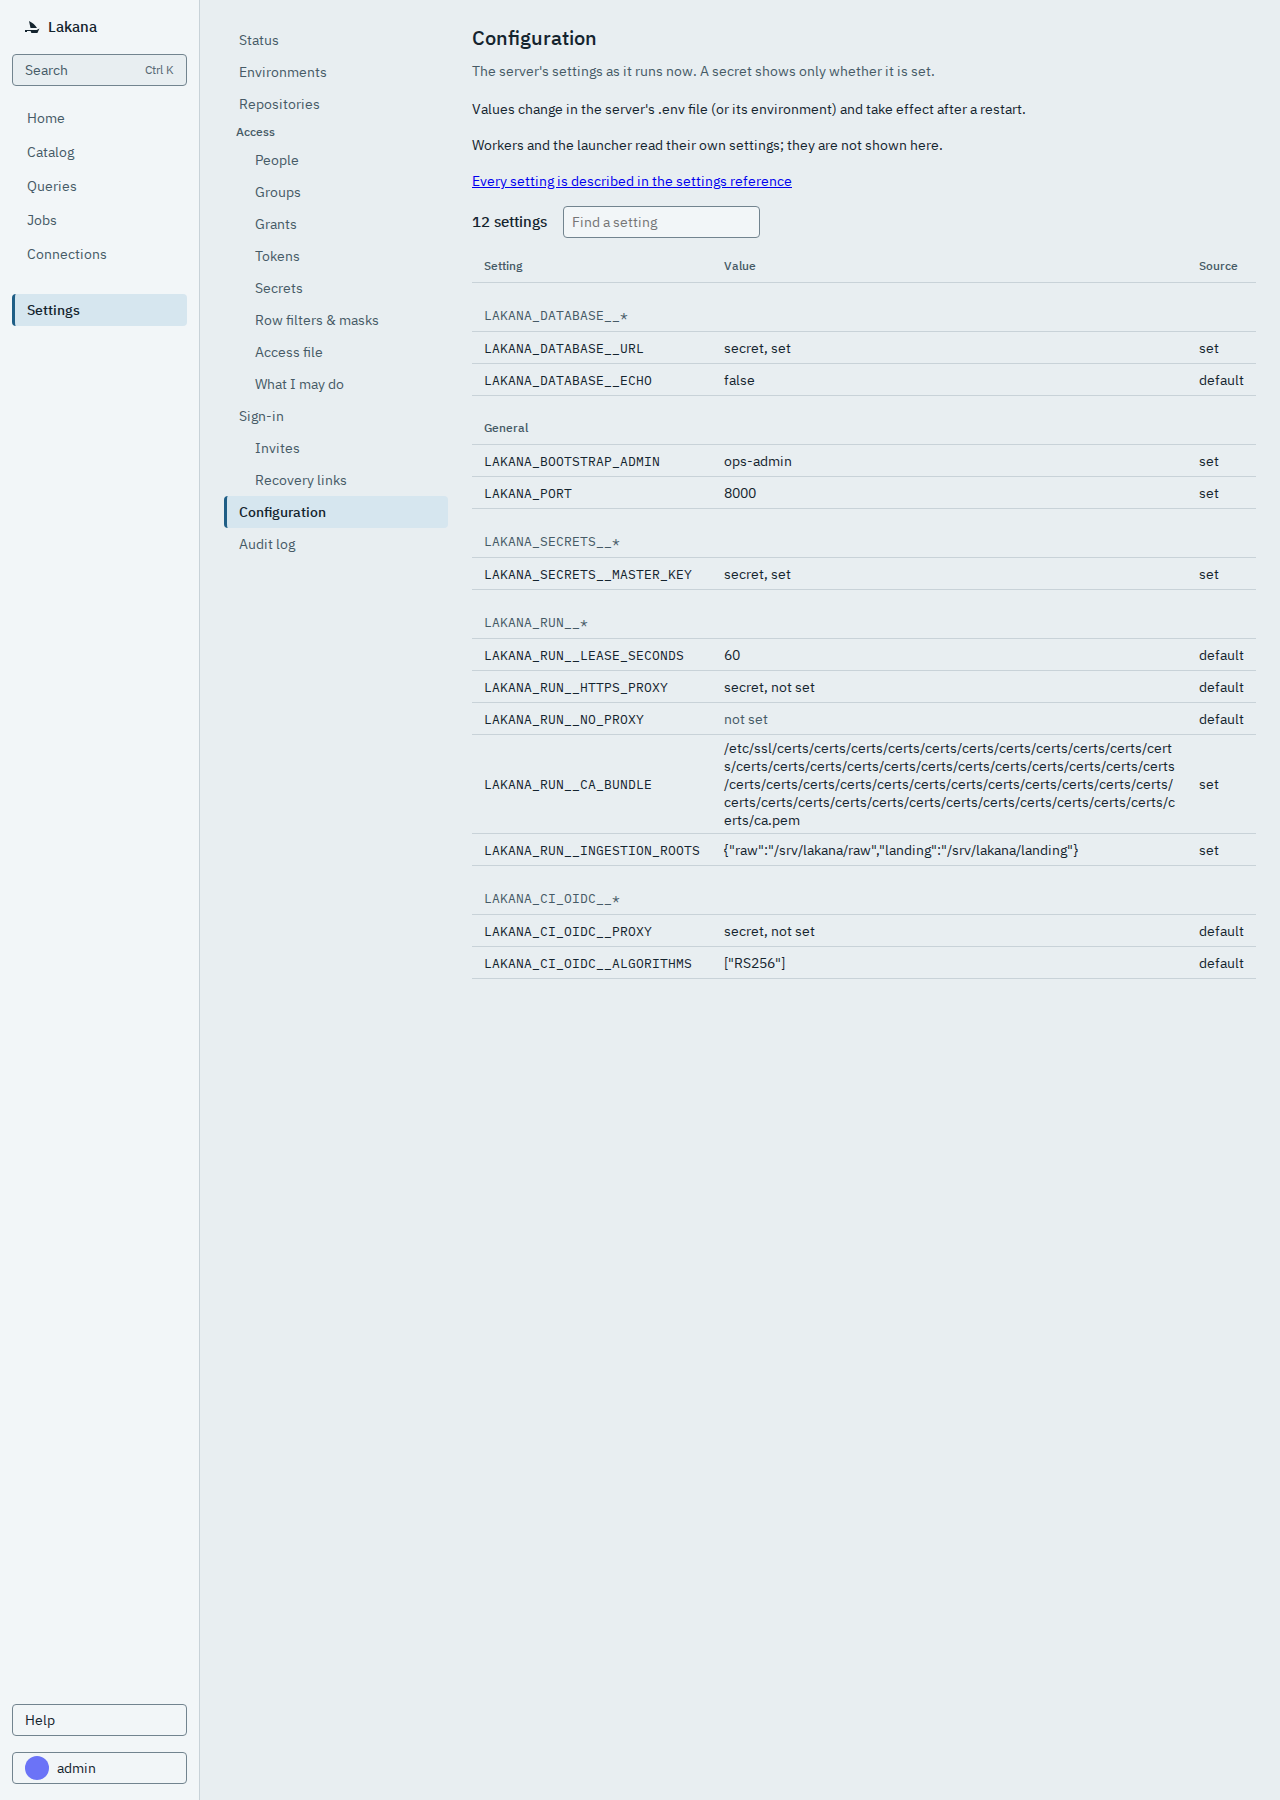 Lakana
Search Ctrl K
Home
Catalog
Queries
Jobs
Connections
Settings
Help
admin
Status
Environments
Repositories
Access
People
Groups
Grants
Tokens
Secrets
Row filters & masks
Access file
What I may do
Sign-in
Invites
Recovery links
Configuration
Audit log
Configuration
The server's settings as it runs now. A secret shows only whether it is set.
Values change in the server's .env file (or its environment) and take effect after a restart.
Workers and the launcher read their own settings; they are not shown here.
Every setting is described in the settings reference
12 settings Find a setting
Setting Value Source
LAKANA_DATABASE__*
LAKANA_DATABASE__URL secret, set set
LAKANA_DATABASE__ECHO false default
General
LAKANA_BOOTSTRAP_ADMIN ops-admin set
LAKANA_PORT 8000 set
LAKANA_SECRETS__*
LAKANA_SECRETS__MASTER_KEY secret, set set
LAKANA_RUN__*
LAKANA_RUN__LEASE_SECONDS 60 default
LAKANA_RUN__HTTPS_PROXY secret, not set default
LAKANA_RUN__NO_PROXY not set default
/etc/ssl/certs/certs/certs/certs/certs/certs/certs/certs/certs/certs/certs/cert
s/certs/certs/certs/certs/certs/certs/certs/certs/certs/certs/certs/certs/certs
LAKANA_RUN__CA_BUNDLE /certs/certs/certs/certs/certs/certs/certs/certs/certs/certs/certs/certs/certs/ set
certs/certs/certs/certs/certs/certs/certs/certs/certs/certs/certs/certs/certs/c
erts/ca.pem
LAKANA_RUN__INGESTION_ROOTS {"raw":"/srv/lakana/raw","landing":"/srv/lakana/landing"} set
LAKANA_CI_OIDC__*
LAKANA_CI_OIDC__PROXY secret, not set default
LAKANA_CI_OIDC__ALGORITHMS ["RS256"] default